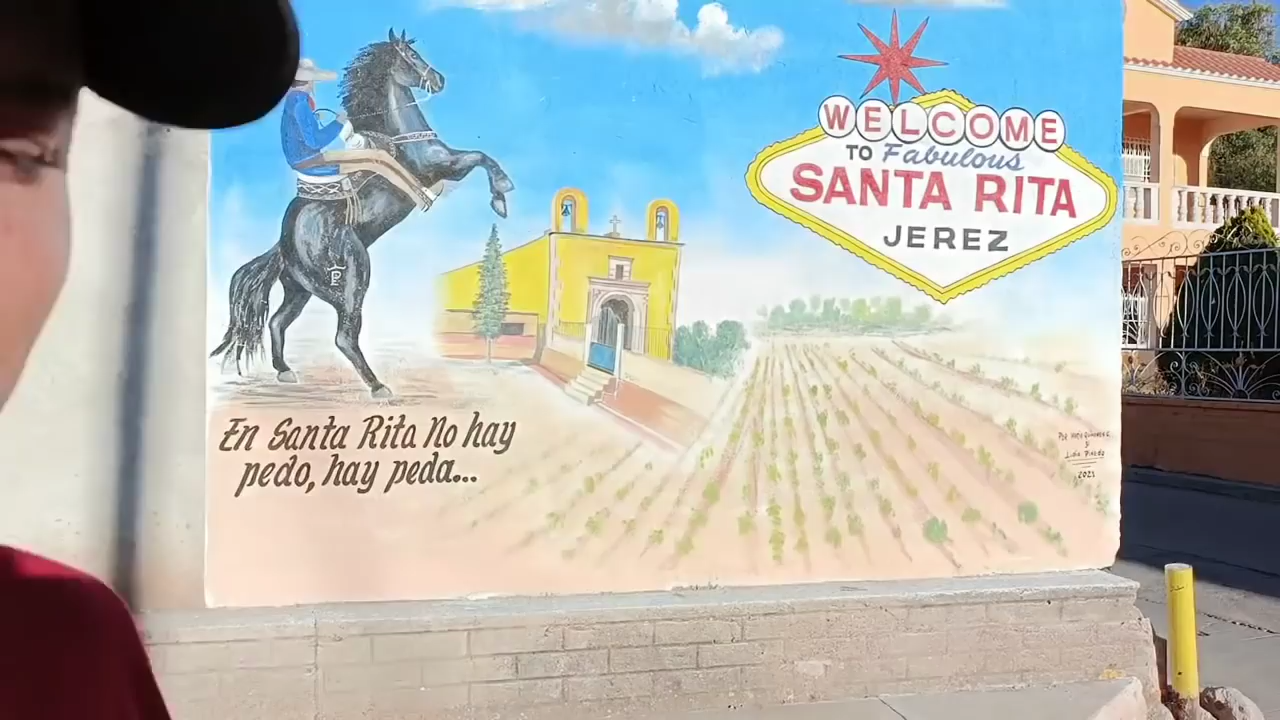 WELCOME
TO Fabulous
SANTA RITA
JEREZ
En Santa Rita No hay
pedo, hay peda...
Y
2021